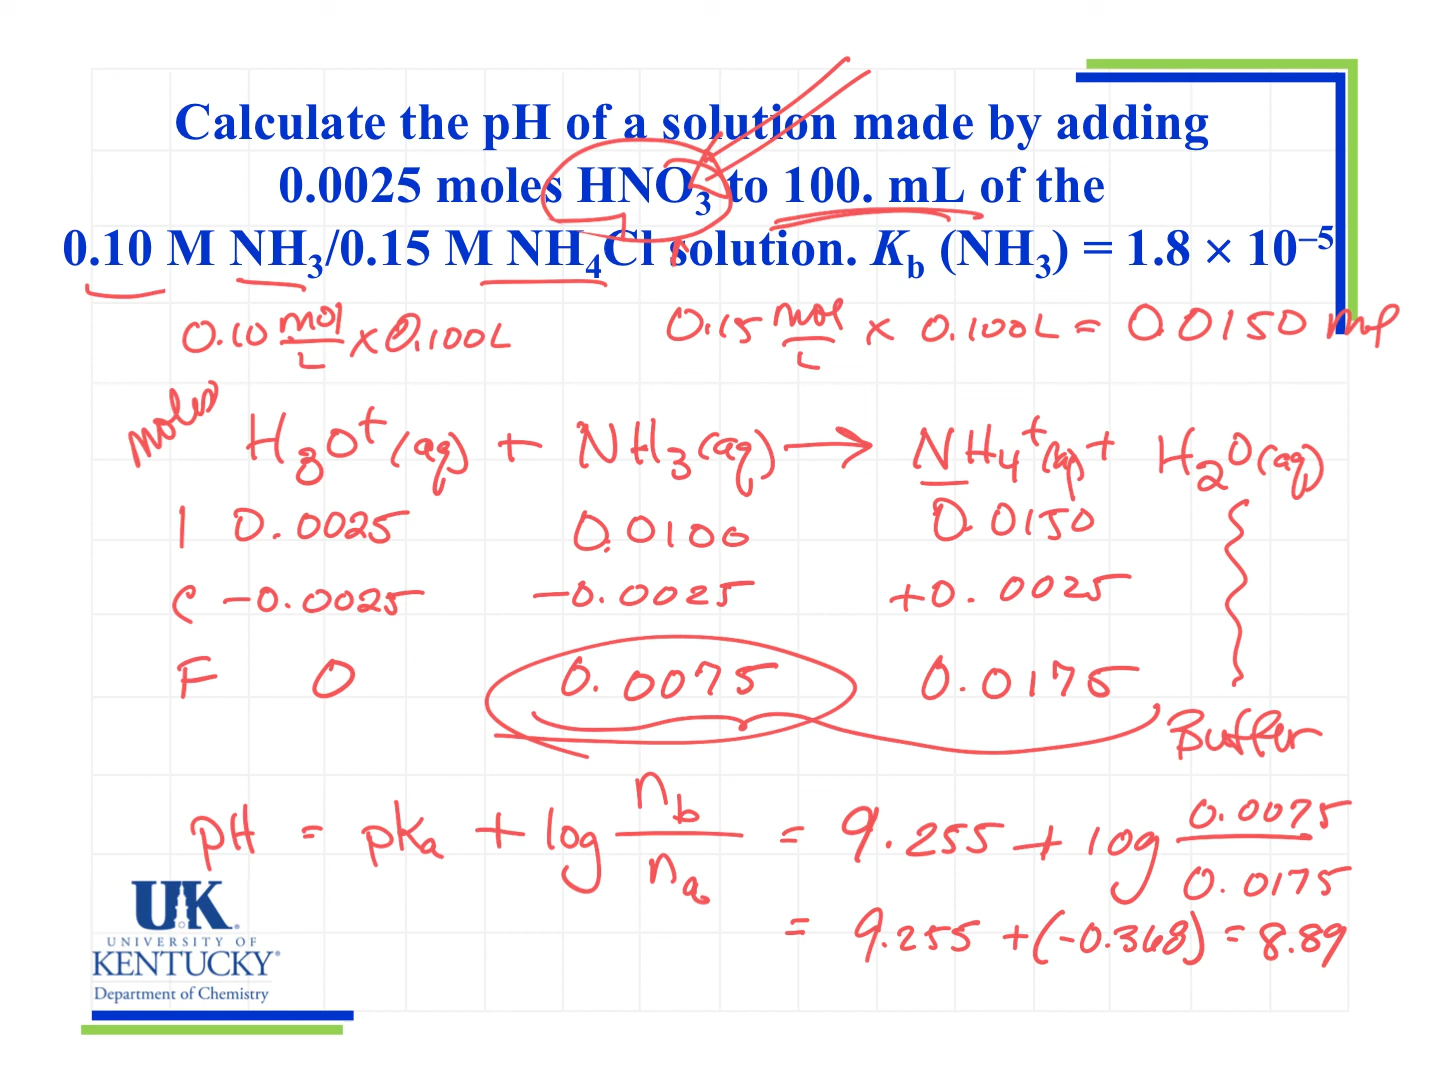 Calculate the pH of a solution made by adding
0.0025 moles HNO₃ to 100. mL of the
0.10 M NH₃/0.15 M NH₄Cl solution. K_b (NH₃) = 1.8 × 10⁻⁵
0.10 mol/L × 0.100L 0.15 mol/L × 0.100L = 0.0150 mol
moles H₃O⁺(aq) + NH₃(aq) → NH₄⁺(aq) + H₂O(aq)
I 0.0025 0.0100 0.0150
C -0.0025 -0.0025 +0.0025
F 0 0.0075 0.0175
Buffer
pH = pKa + log n_b/n_a = 9.255 + log 0.0075/0.0175
= 9.255 + (-0.368) = 8.89
UK
UNIVERSITY OF
KENTUCKY
Department of Chemistry